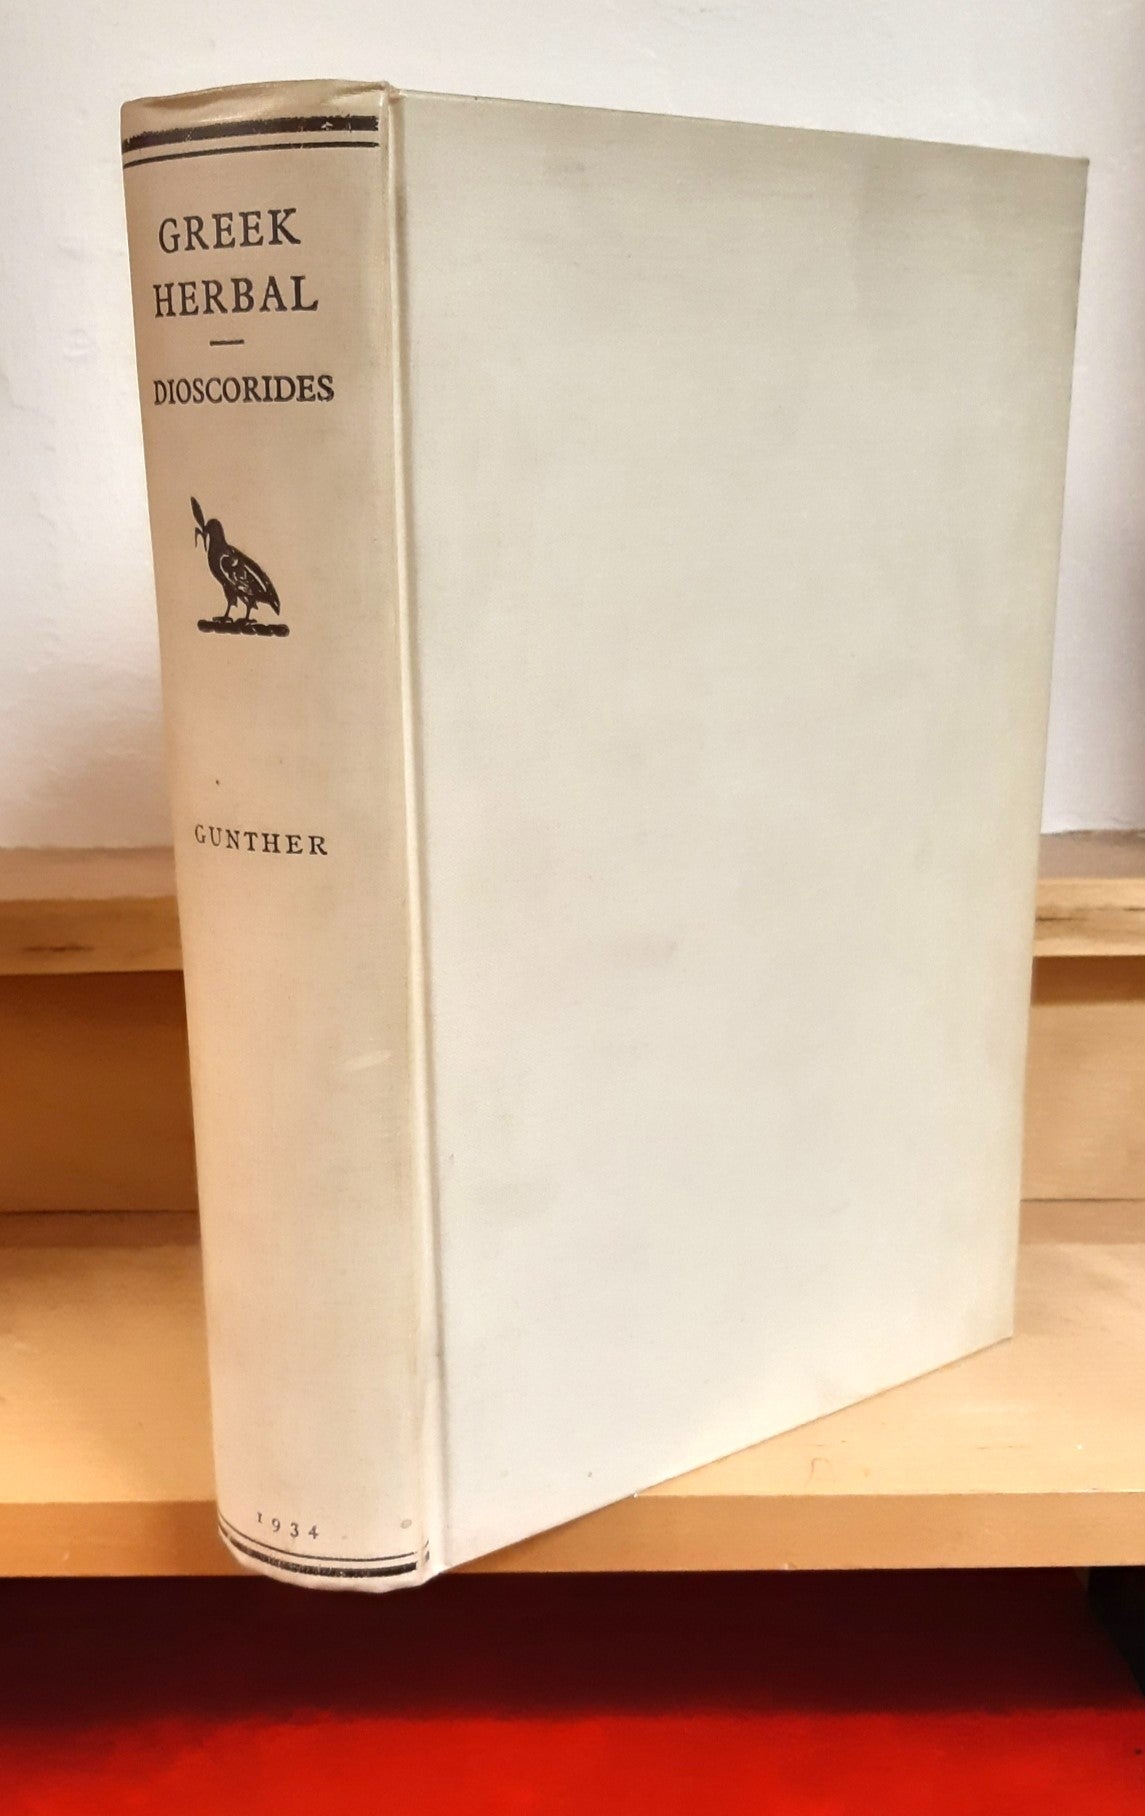 GREEK
HERBAL
DIOSCORIDES
GUNTHER
1934